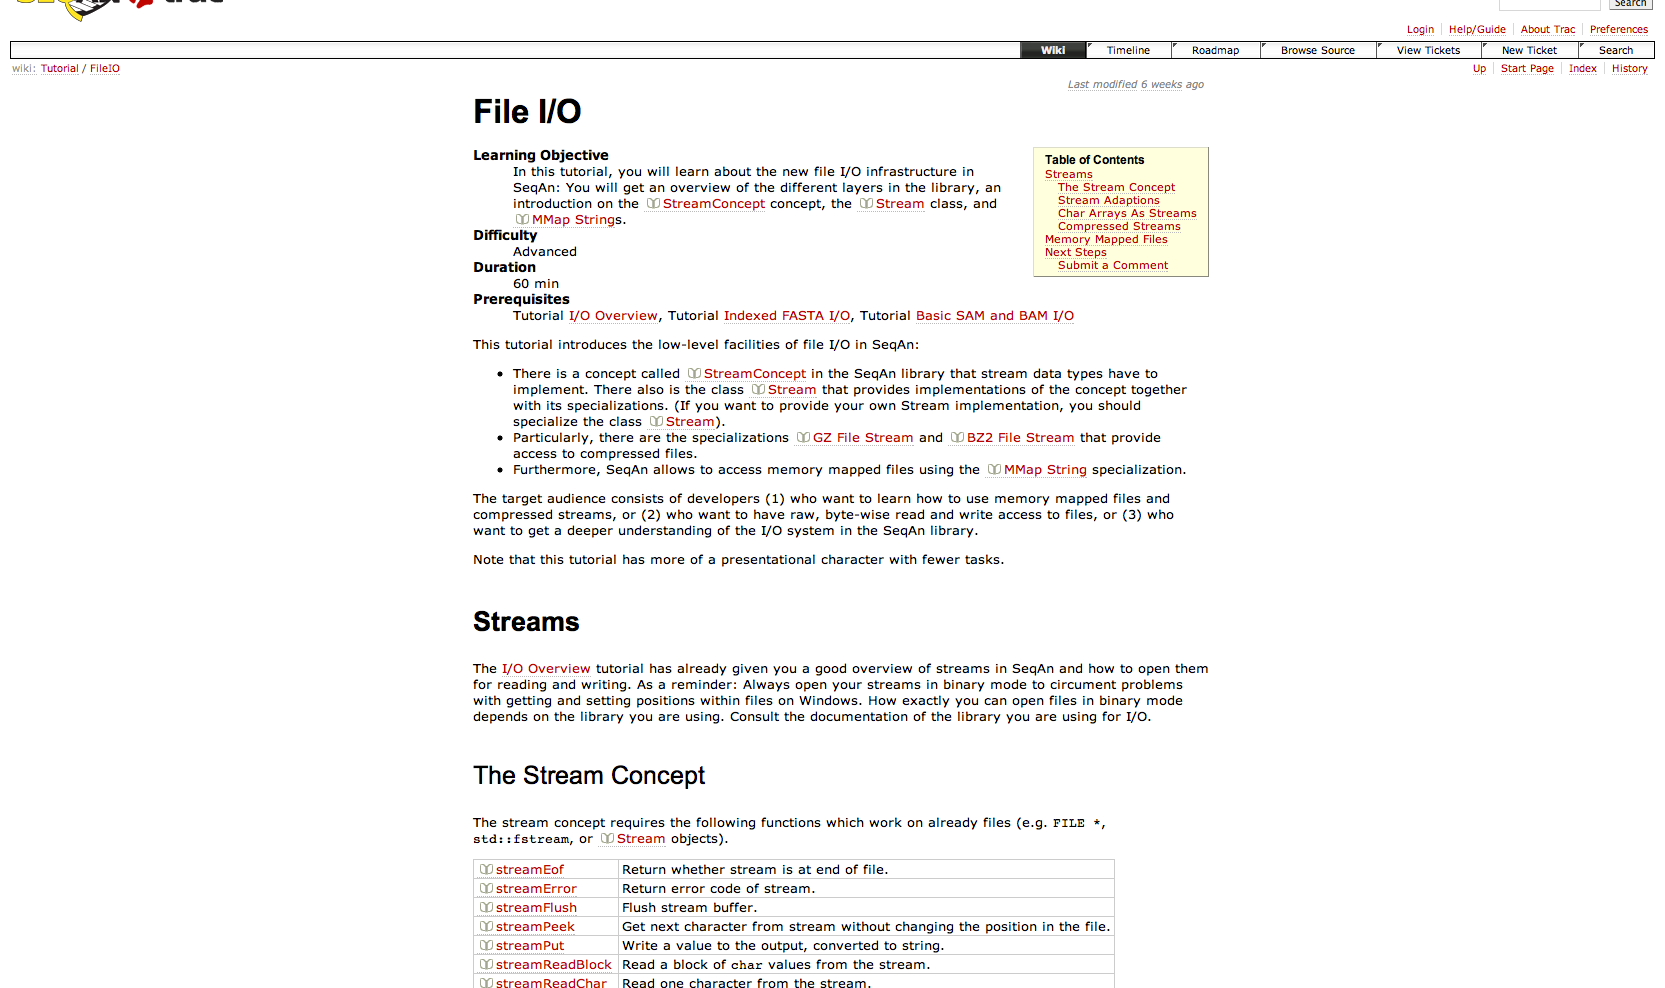 Search
Login Help/Guide About Trac Preferences
Wiki Timeline Roadmap Browse Source View Tickets New Ticket Search
wiki: Tutorial / FileIO
Up Start Page Index History
Last modified 6 weeks ago
File I/O
Learning Objective
In this tutorial, you will learn about the new file I/O infrastructure in
SeqAn: You will get an overview of the different layers in the library, an
introduction on the StreamConcept concept, the Stream class, and
MMap Strings.
Difficulty
Advanced
Duration
60 min
Prerequisites
Tutorial I/O Overview, Tutorial Indexed FASTA I/O, Tutorial Basic SAM and BAM I/O
Table of Contents
Streams
The Stream Concept
Stream Adaptions
Char Arrays As Streams
Compressed Streams
Memory Mapped Files
Next Steps
Submit a Comment
This tutorial introduces the low-level facilities of file I/O in SeqAn:
• There is a concept called StreamConcept in the SeqAn library that stream data types have to
implement. There also is the class Stream that provides implementations of the concept together
with its specializations. (If you want to provide your own Stream implementation, you should
specialize the class Stream).
• Particularly, there are the specializations GZ File Stream and BZ2 File Stream that provide
access to compressed files.
• Furthermore, SeqAn allows to access memory mapped files using the MMap String specialization.
The target audience consists of developers (1) who want to learn how to use memory mapped files and
compressed streams, or (2) who want to have raw, byte-wise read and write access to files, or (3) who
want to get a deeper understanding of the I/O system in the SeqAn library.
Note that this tutorial has more of a presentational character with fewer tasks.
Streams
The I/O Overview tutorial has already given you a good overview of streams in SeqAn and how to open them
for reading and writing. As a reminder: Always open your streams in binary mode to circument problems
with getting and setting positions within files on Windows. How exactly you can open files in binary mode
depends on the library you are using. Consult the documentation of the library you are using for I/O.
The Stream Concept
The stream concept requires the following functions which work on already files (e.g. FILE *,
std::fstream, or Stream objects).
streamEof Return whether stream is at end of file.
streamError Return error code of stream.
streamFlush Flush stream buffer.
streamPeek Get next character from stream without changing the position in the file.
streamPut Write a value to the output, converted to string.
streamReadBlock Read a block of char values from the stream.
streamReadChar Read one character from the stream.